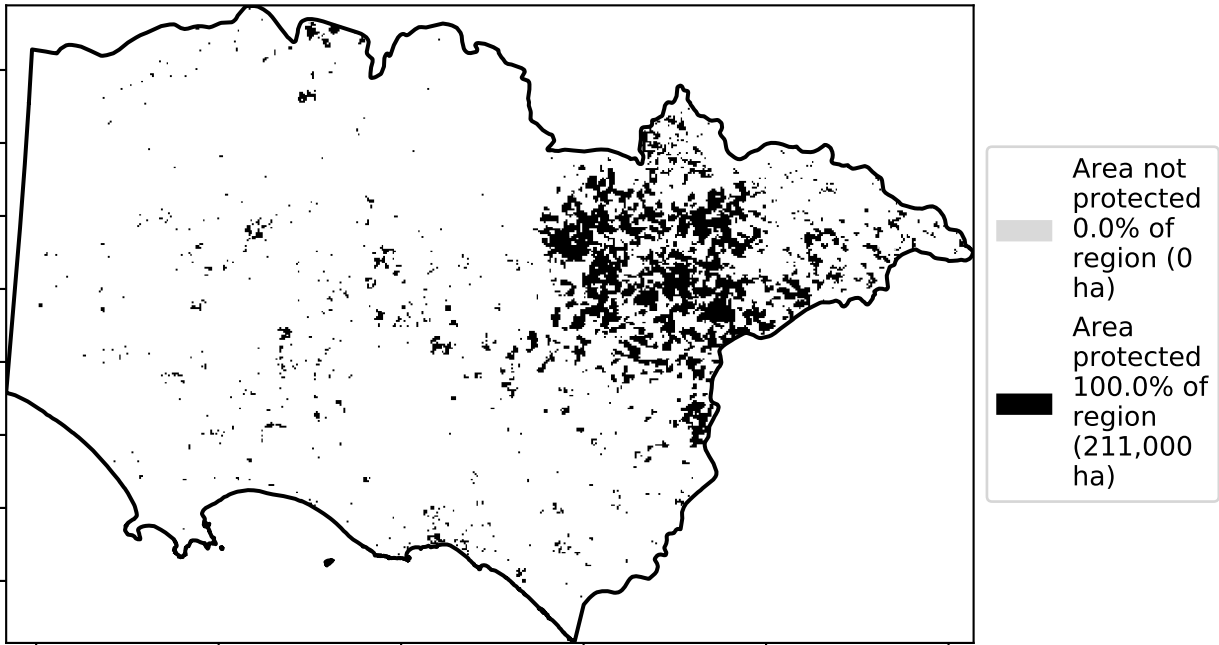 Area not
protected
0.0% of
region (0
ha)
Area
protected
100.0% of
region
(211,000
ha)